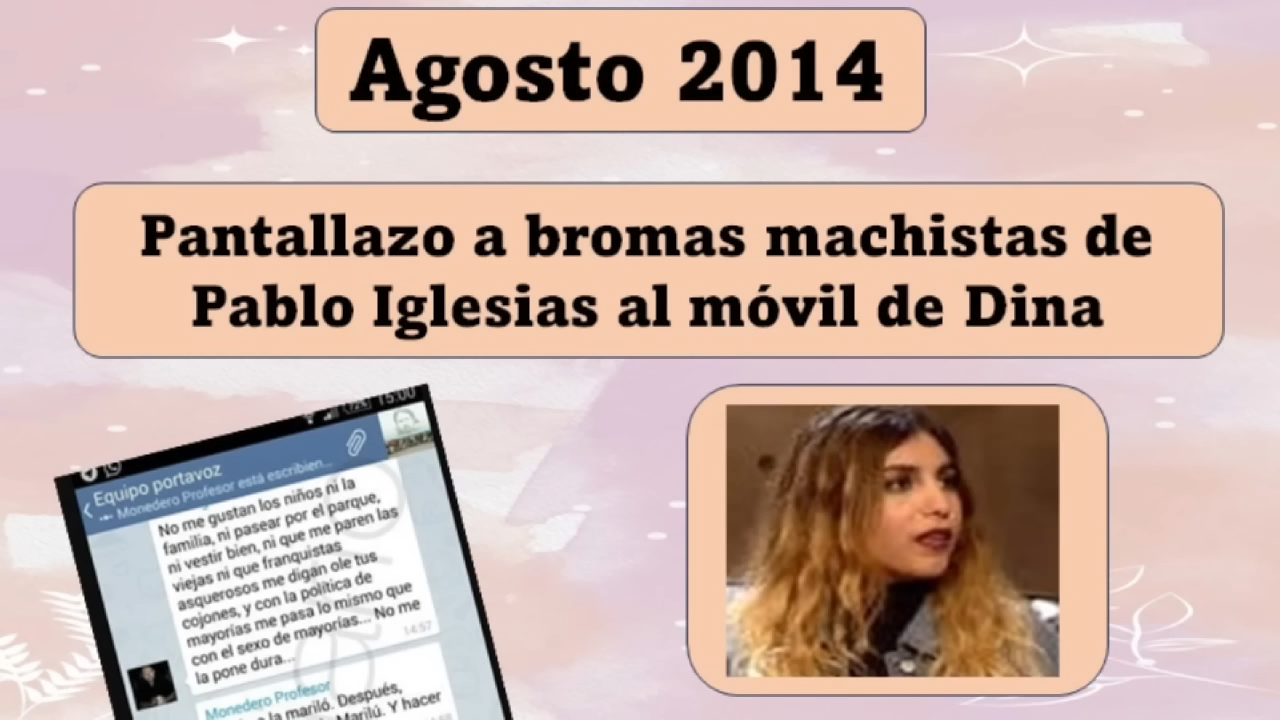 Agosto 2014
Pantallazo a bromas machistas de
Pablo Iglesias al móvil de Dina
15:00
Equipo portavoz
Monedero Profesor está escribien...
No me gustan los niños ni la
familia, ni pasear por el parque,
ni vestir bien, ni que me paren las
viejas ni que franquistas
asquerosos me digan ole tus
cojones, y con la política de
mayorías me pasa lo mismo que
con el sexo de mayorías... No me
la pone dura...
14:57
Monedero Profesor
a la mariló. Después,
Marilú. Y hacer